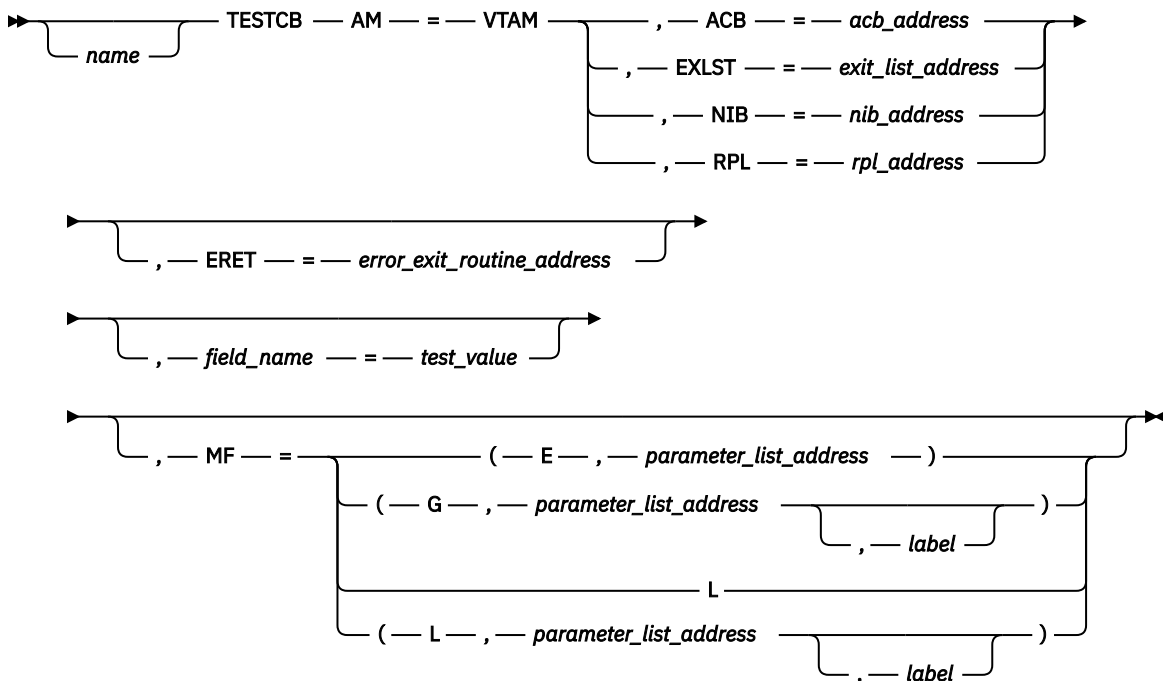 TESTCB AM = VTAM , ACB = acb_address
name
, EXLST = exit_list_address
, NIB = nib_address
, RPL = rpl_address
, ERET = error_exit_routine_address
, field_name = test_value
, MF = ( E , parameter_list_address )
( G , parameter_list_address )
, label
L
( L , parameter_list_address )
, label